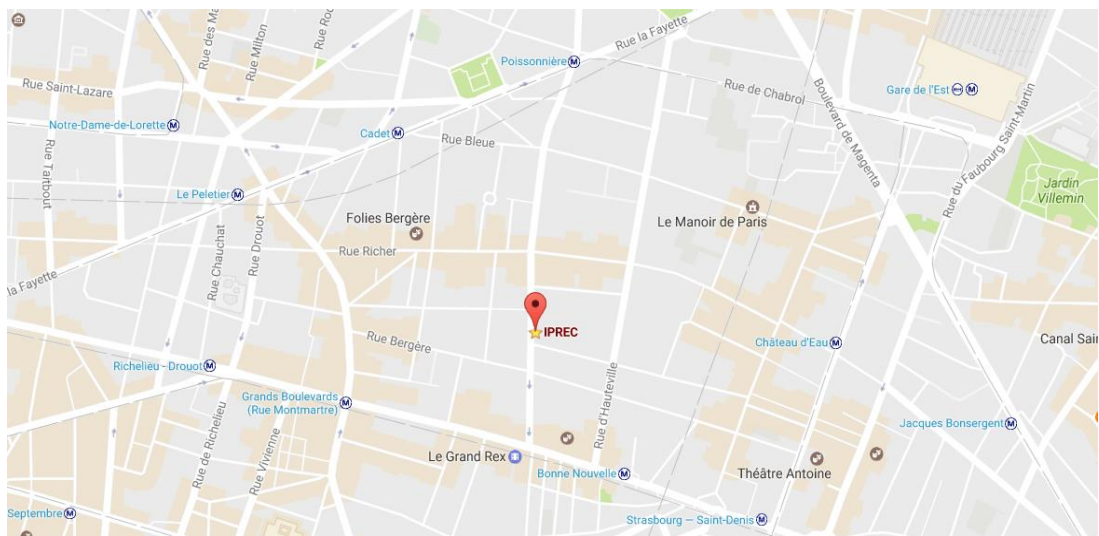 Rue des Ma
Rue Milton
Rue Roc
Rue la Fayette
Poissonnière
Rue de Chabrol
Gare de l'Est
Rue Saint-Lazare
Notre-Dame-de-Lorette
Cadet
Rue Bleue
Boulevard de Magenta
Rue du Faubourg Saint-Martin
Rue Taitbout
Le Peletier
Jardin
Villemin
Folies Bergère
Le Manoir de Paris
Rue Drouot
Rue Chauchat
Rue Richer
la Fayette
IPREC
Rue Bergère
Château d'Eau
Canal Sain
Richelieu - Drouot
Grands Boulevards
(Rue Montmartre)
Rue d'Hauteville
Rue de Richelieu
Rue Vivienne
Jacques Bonsergent
Le Grand Rex
Bonne Nouvelle
Théâtre Antoine
Septembre
Strasbourg — Saint-Denis